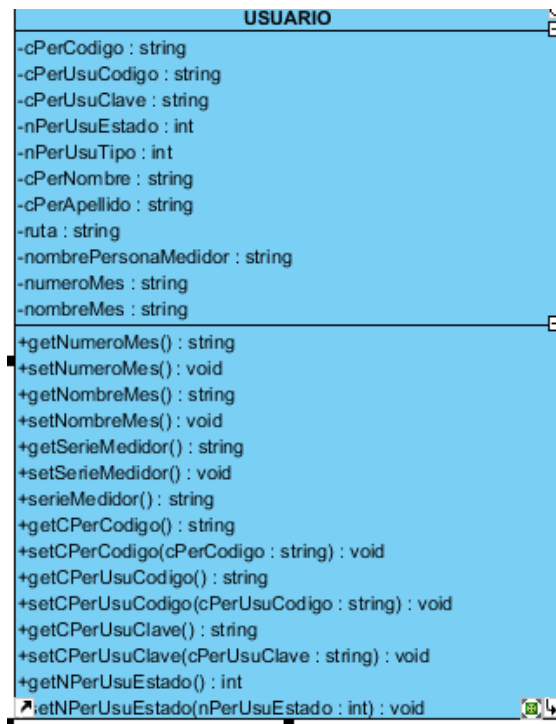 USUARIO
-cPerCodigo : string
-cPerUsuCodigo : string
-cPerUsuClave : string
-nPerUsuEstado : int
-nPerUsuTipo : int
-cPerNombre : string
-cPerApellido : string
-ruta : string
-nombrePersonaMedidor : string
-numeroMes : string
-nombreMes : string
+getNumeroMes() : string
+setNumeroMes() : void
+getNombreMes() : string
+setNombreMes() : void
+getSerieMedidor() : string
+setSerieMedidor() : void
+serieMedidor() : string
+getCPerCodigo() : string
+setCPerCodigo(cPerCodigo : string) : void
+getCPerUsuCodigo() : string
+setCPerUsuCodigo(cPerUsuCodigo : string) : void
+getCPerUsuClave() : string
+setCPerUsuClave(cPerUsuClave : string) : void
+getNPerUsuEstado() : int
setNPerUsuEstado(nPerUsuEstado : int) : void